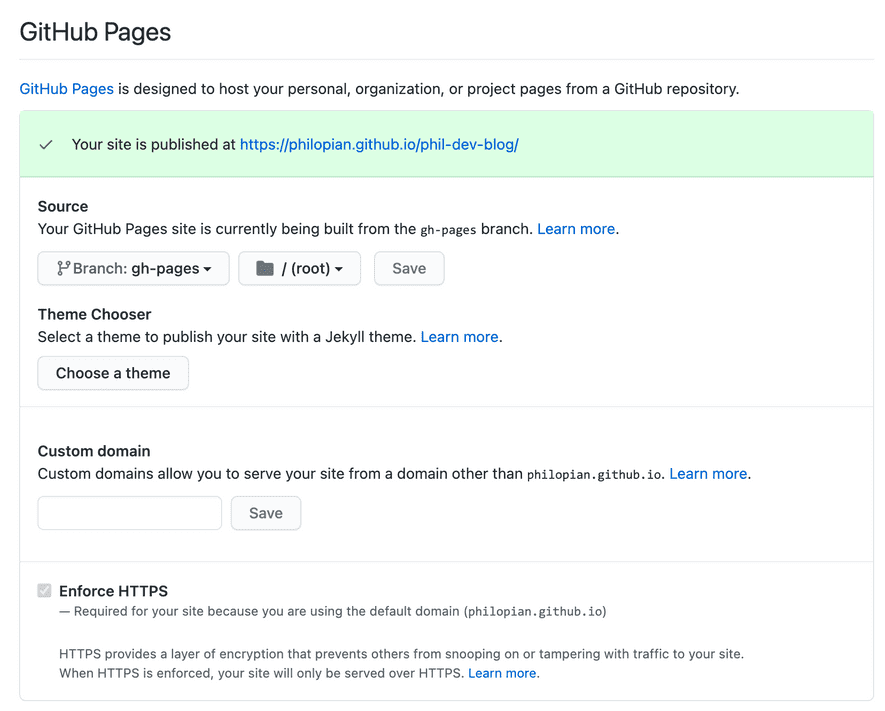 GitHub Pages
GitHub Pages is designed to host your personal, organization, or project pages from a GitHub repository.
Your site is published at https://philopian.github.io/phil-dev-blog/
Source
Your GitHub Pages site is currently being built from the gh-pages branch. Learn more.
Branch: gh-pages / (root) Save
Theme Chooser
Select a theme to publish your site with a Jekyll theme. Learn more.
Choose a theme
Custom domain
Custom domains allow you to serve your site from a domain other than philopian.github.io. Learn more.
Save
Enforce HTTPS
— Required for your site because you are using the default domain (philopian.github.io)
HTTPS provides a layer of encryption that prevents others from snooping on or tampering with traffic to your site.
When HTTPS is enforced, your site will only be served over HTTPS. Learn more.